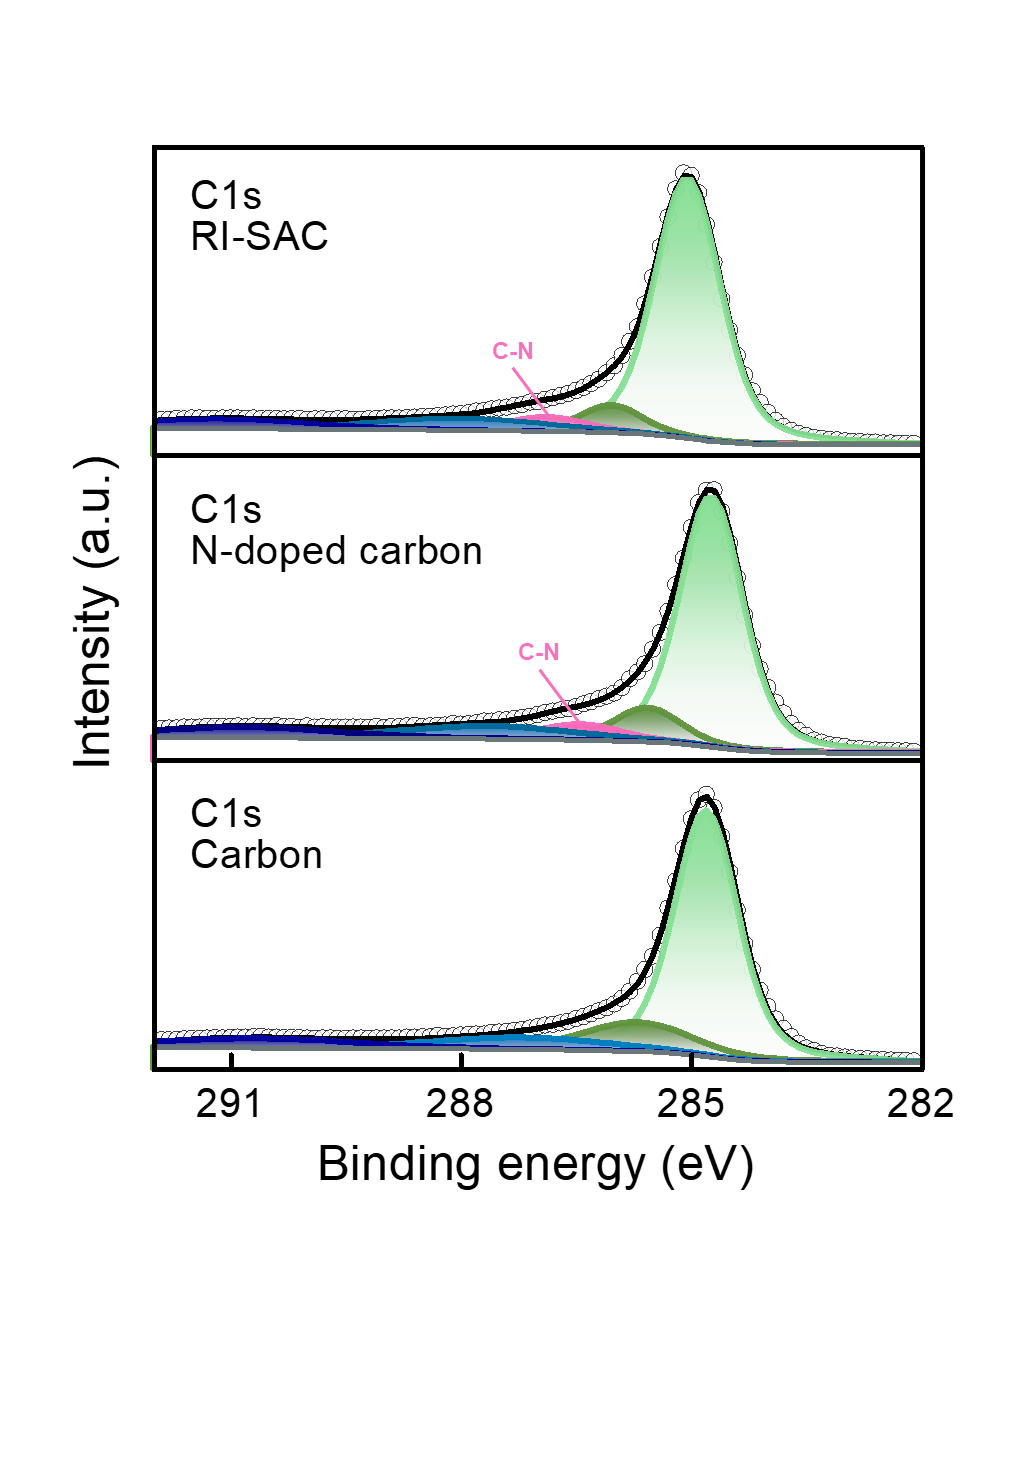 C1s
RI-SAC
C-N
C1s
N-doped carbon
C-N
C1s
Carbon
Intensity (a.u.)
291 288 285 282
Binding energy (eV)